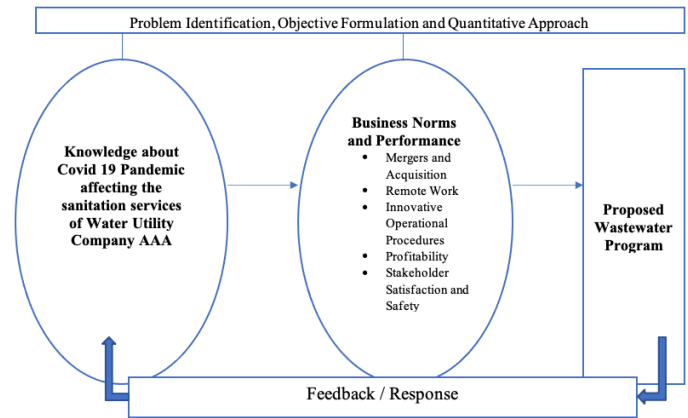 Problem Identification, Objective Formulation and Quantitative Approach
Knowledge about
Covid 19 Pandemic
affecting the
sanitation services
of Water Utility
Company AAA
Business Norms
and Performance
• Mergers and
Acquisition
• Remote Work
• Innovative
Operational
Procedures
• Profitability
• Stakeholder
Satisfaction and
Safety
Proposed
Wastewater
Program
Feedback / Response